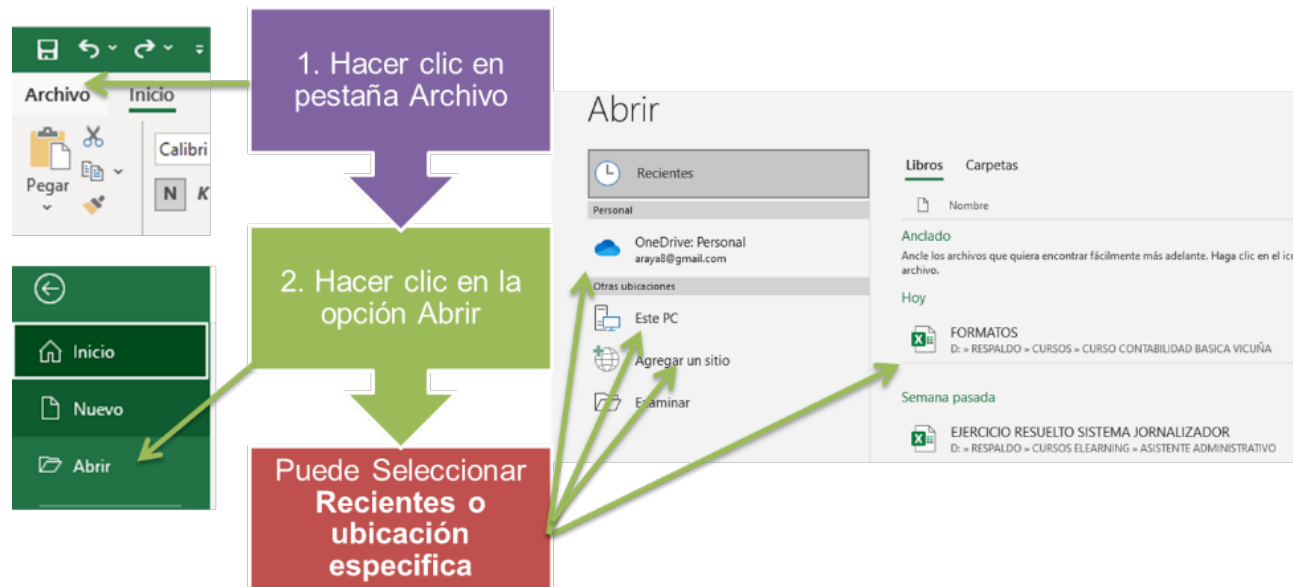 Archivo Inicio
Pegar
Calibri
N K
1. Hacer clic en
pestaña Archivo
Inicio
Nuevo
Abrir
2. Hacer clic en la
opción Abrir
Puede Seleccionar
Recientes o
ubicación
especifica
Abrir
Recientes
Personal
OneDrive: Personal
araya8@gmail.com
Otras ubicaciones
Este PC
Agregar un sitio
Examinar
Libros Carpetas
Nombre
Anclado
Ancle los archivos que quiera encontrar fácilmente más adelante. Haga clic en el
archivo.
Hoy
FORMATOS
D: » RESPALDO » CURSOS » CURSO CONTABILIDAD BASICA VICUÑA
Semana pasada
EJERCICIO RESUELTO SISTEMA JORNALIZADOR
D: » RESPALDO » CURSOS ELEARNING » ASISTENTE ADMINISTRATIVO